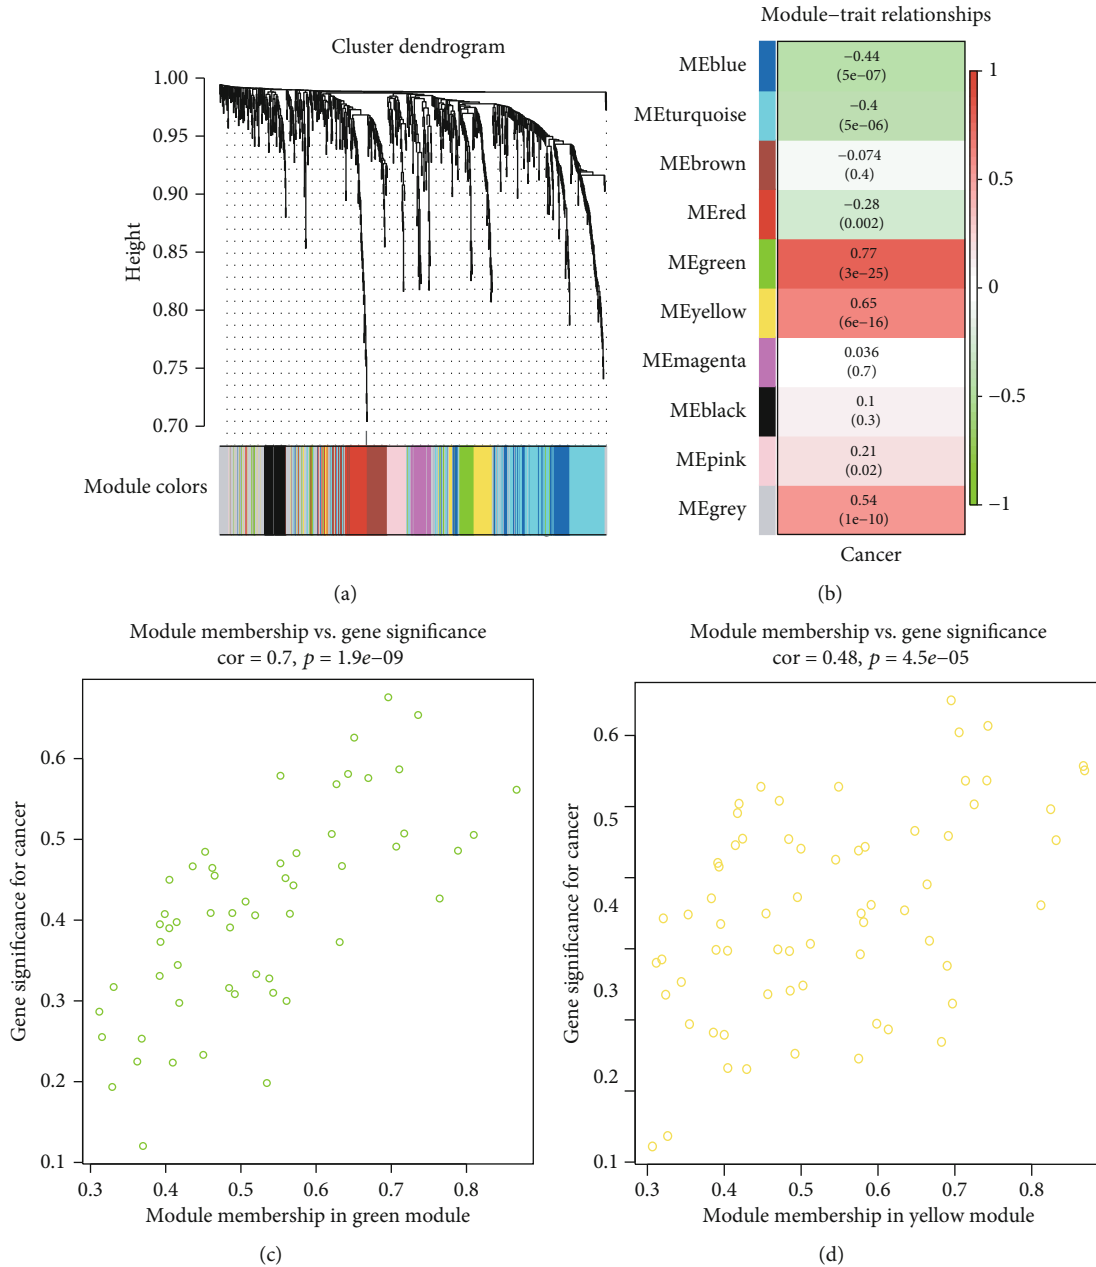 (a)
Cluster dendrogram
Height
1.00
0.95
0.90
0.85
0.80
0.75
0.70
Module colors
Module−trait relationships
MEblue
−0.44
(5e−07)
MEturquoise
−0.4
(5e−06)
MEbrown
−0.074
(0.4)
MEred
−0.28
(0.002)
MEgreen
0.77
(3e−25)
MEyellow
0.65
(6e−16)
MEmagenta
0.036
(0.7)
MEblack
0.1
(0.3)
MEpink
0.21
(0.02)
MEgrey
0.54
(1e−10)
Cancer
1
0.5
0
−0.5
−1
(b)
Module membership vs. gene significance
cor = 0.7, p = 1.9e−09
Gene significance for cancer
0.6
0.5
0.4
0.3
0.2
0.1
0.3 0.4 0.5 0.6 0.7 0.8
Module membership in green module
(c)
Module membership vs. gene significance
cor = 0.48, p = 4.5e−05
Gene significance for cancer
0.6
0.5
0.4
0.3
0.2
0.1
0.3 0.4 0.5 0.6 0.7 0.8
Module membership in yellow module
(d)